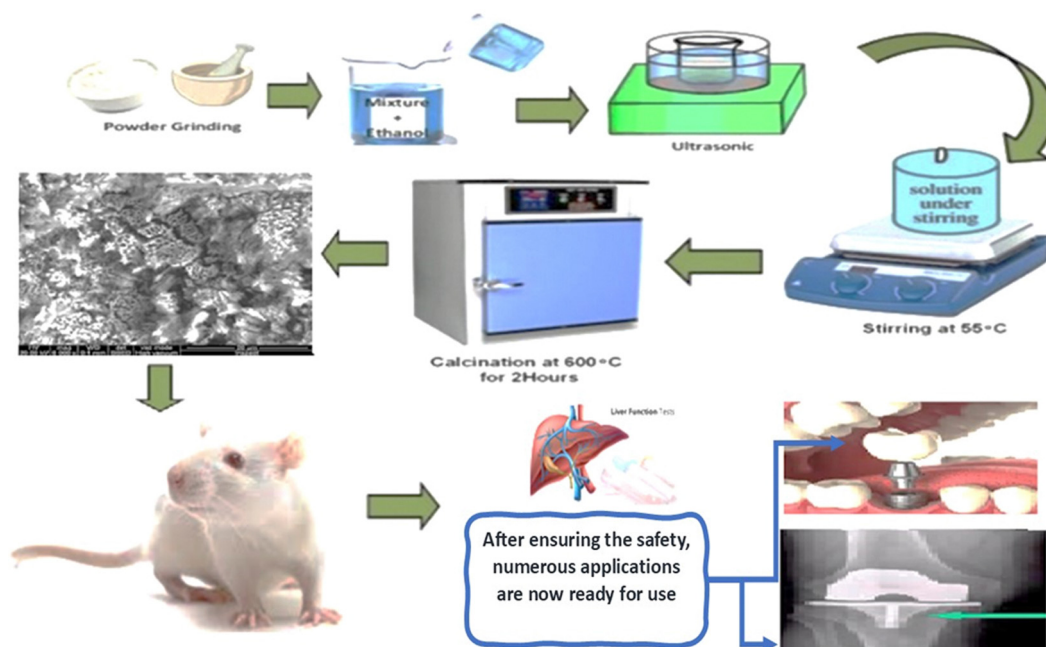 Powder Grinding
Mixture
+
Ethanol
Ultrasonic
D
solution
under
stirring
Stirring at 55°C
Calcination at 600°C
for 2Hours
Liver Function Tests
After ensuring the safety,
numerous applications
are now ready for use